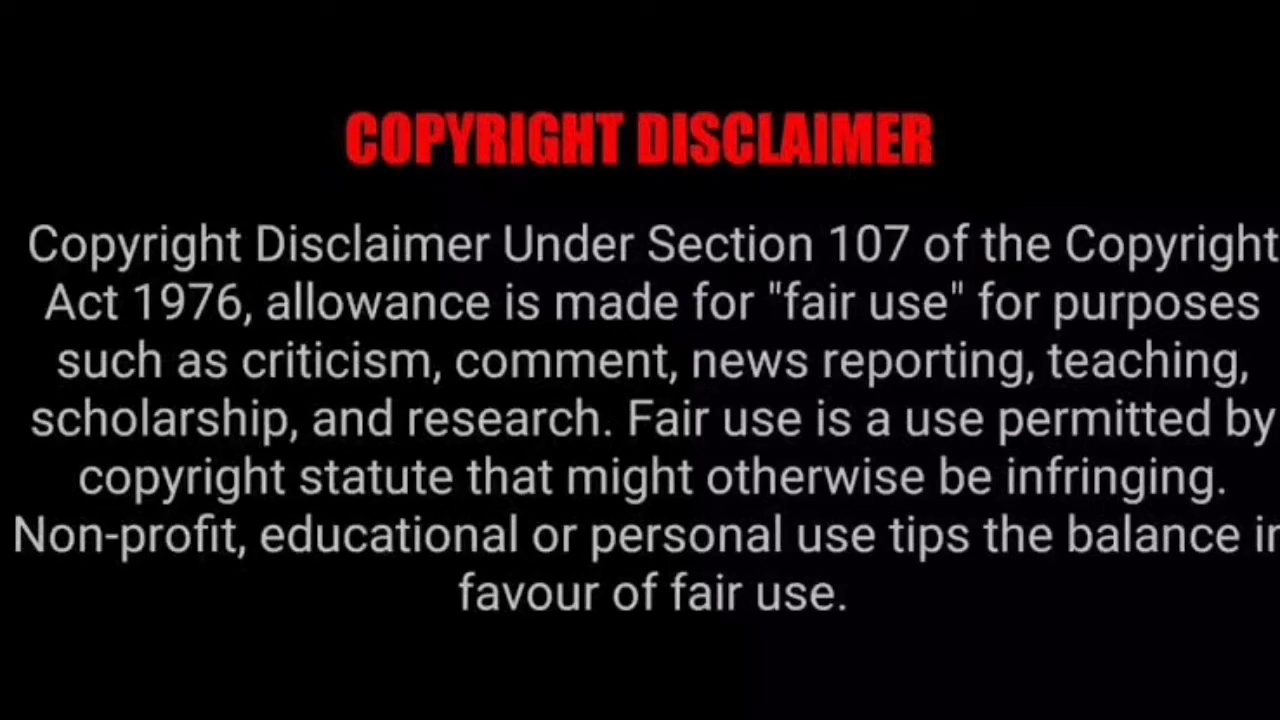 COPYRIGHT DISCLAIMER
Copyright Disclaimer Under Section 107 of the Copyright
Act 1976, allowance is made for "fair use" for purposes
such as criticism, comment, news reporting, teaching,
scholarship, and research. Fair use is a use permitted by
copyright statute that might otherwise be infringing.
Non-profit, educational or personal use tips the balance in
favour of fair use.